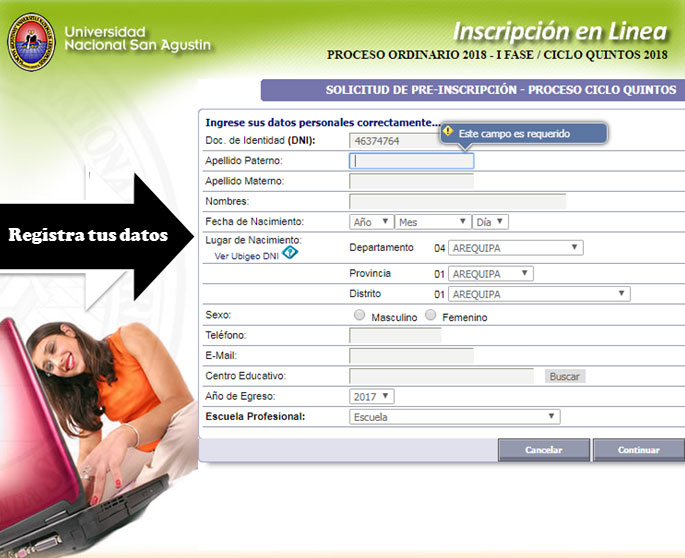 Universidad
Nacional San Agustin
Inscripción en Linea
PROCESO ORDINARIO 2018 - I FASE / CICLO QUINTOS 2018
SOLICITUD DE PRE-INSCRIPCIÓN - PROCESO CICLO QUINTOS
Ingrese sus datos personales correctamente...
Este campo es requerido
Doc. de Identidad (DNI): 46374764
Apellido Paterno:
Apellido Materno:
Nombres:
Fecha de Nacimiento: Año Mes Día
Registra tus datos
Lugar de Nacimiento:
Ver Ubigeo DNI ?
Departamento 04 AREQUIPA
Provincia 01 AREQUIPA
Distrito 01 AREQUIPA
Sexo: Masculino Femenino
Teléfono:
E-Mail:
Centro Educativo: Buscar
Año de Egreso: 2017
Escuela Profesional: Escuela
Cancelar Continuar